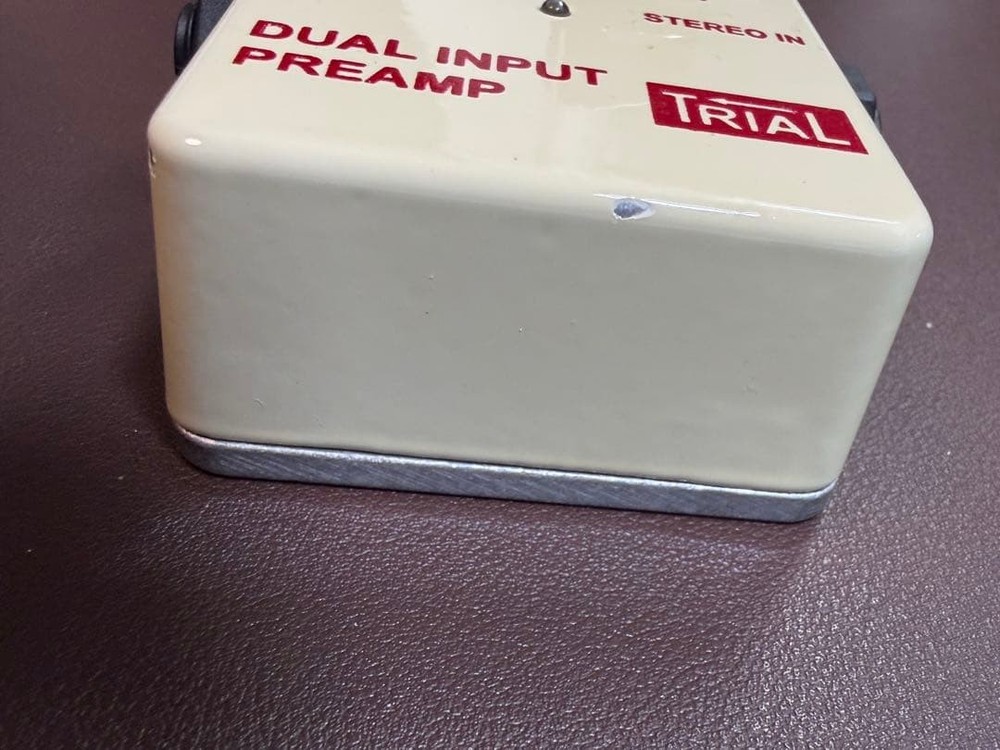 DUAL INPUT
PREAMP
STEREO IN
TRIAL